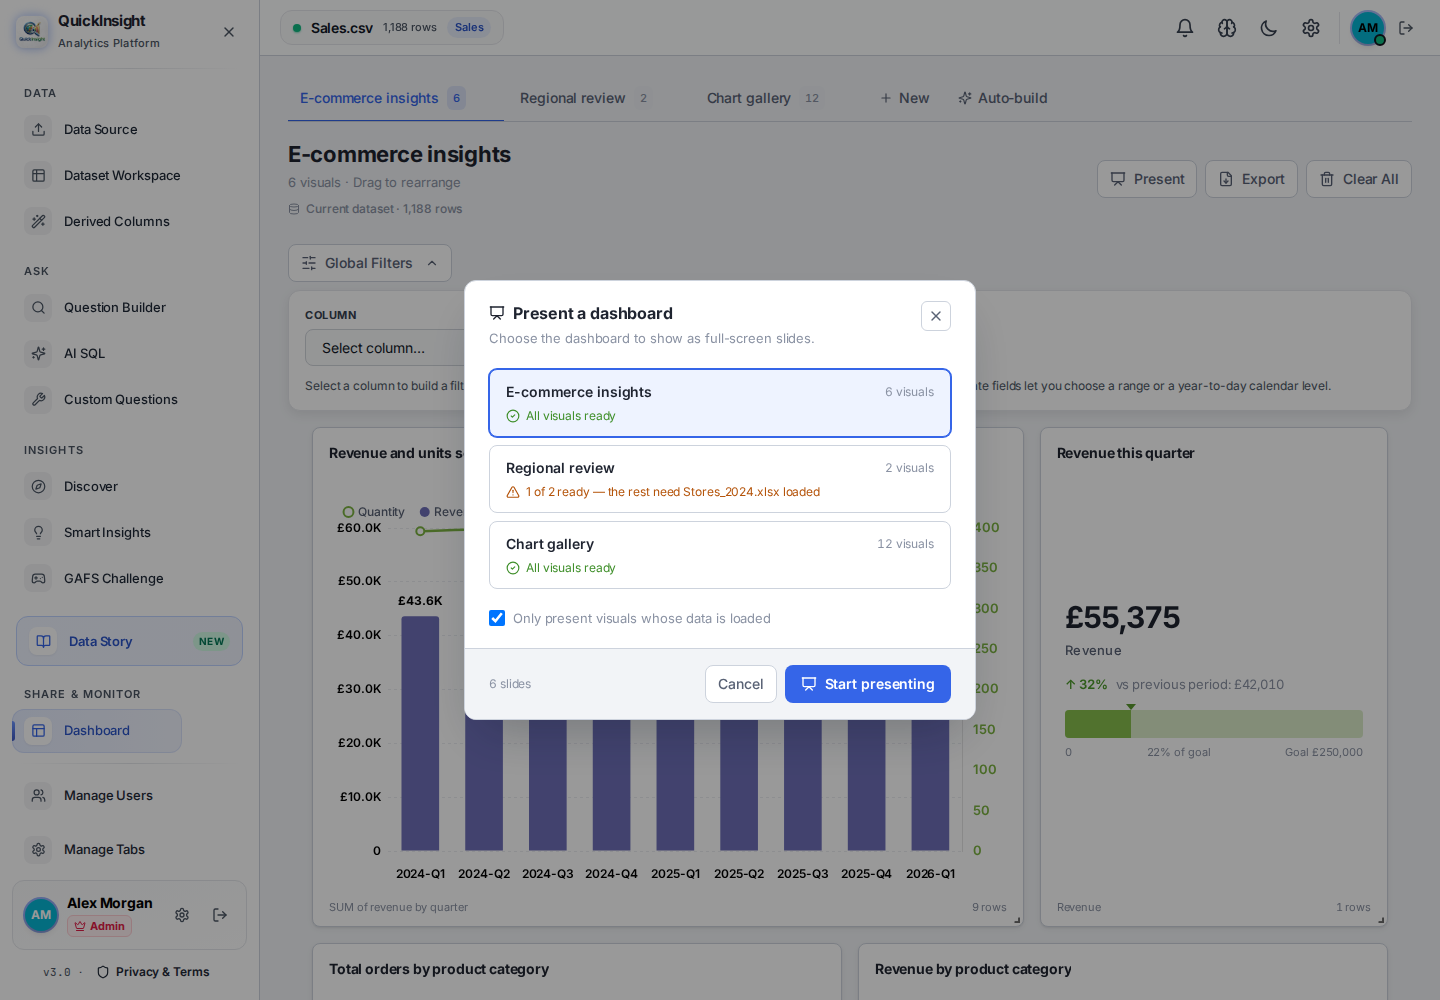 QuickInsight
Analytics Platform
Sales.csv 1,188 rows Sales
AM
DATA
Data Source
Dataset Workspace
Derived Columns
ASK
Question Builder
AI SQL
Custom Questions
INSIGHTS
Discover
Smart Insights
GAFS Challenge
Data Story NEW
SHARE & MONITOR
Dashboard
Manage Users
Manage Tabs
AM Alex Morgan
Admin
v3.0 · Privacy & Terms
E-commerce insights 6 Regional review 2 Chart gallery 12 New Auto-build
E-commerce insights
6 visuals · Drag to rearrange
Current dataset · 1,188 rows
Present Export Clear All
Global Filters
COLUMN
Select column...
Select a column to build a filt
te fields let you choose a range or a year-to-day calendar level.
Present a dashboard
Choose the dashboard to show as full-screen slides.
E-commerce insights 6 visuals
All visuals ready
Regional review 2 visuals
1 of 2 ready — the rest need Stores_2024.xlsx loaded
Chart gallery 12 visuals
All visuals ready
Only present visuals whose data is loaded
6 slides Cancel Start presenting
Revenue and units s
Quantity Reve
£60.0K 400
£50.0K 350
£43.6K 300
£40.0K 250
£30.0K 200
£20.0K 150
100
£10.0K 50
0 0
2024-Q1 2024-Q2 2024-Q3 2024-Q4 2025-Q1 2025-Q2 2025-Q3 2025-Q4 2026-Q1
SUM of revenue by quarter 9 rows
Revenue this quarter
£55,375
Revenue
↑ 32% vs previous period: £42,010
0 22% of goal Goal £250,000
Revenue 1 rows
Total orders by product category
Revenue by product category